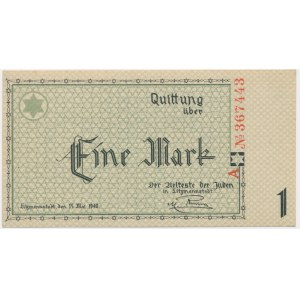 Quittung
über
Eine Mark
Der Aelteste der Juden
in Litzmannstadt
Litzmannstadt, den 15. Mai 1940
A № 367443
1